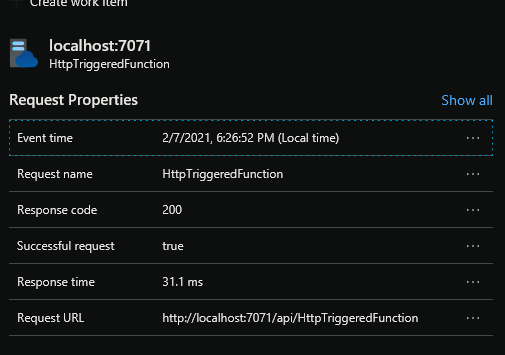 Create work item
localhost:7071
HttpTriggeredFunction
Request Properties Show all
Event time 2/7/2021, 6:26:52 PM (Local time) ...
Request name HttpTriggeredFunction ...
Response code 200 ...
Successful request true ...
Response time 31.1 ms ...
Request URL http://localhost:7071/api/HttpTriggeredFunction ...